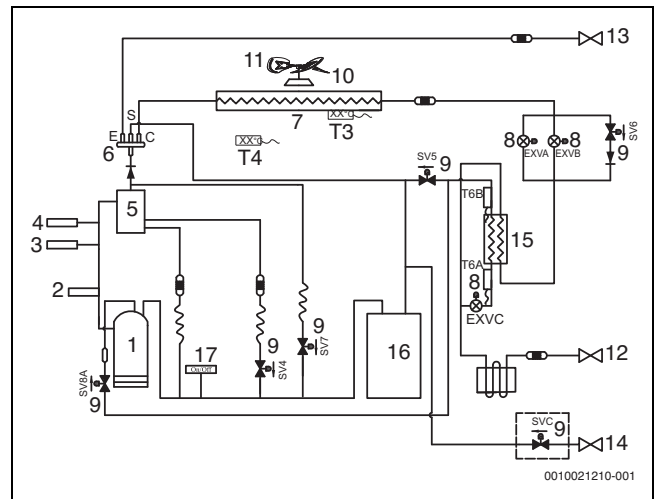 13
11
10
E S C
6
7
XX°C
T3
XX°C
T4
8
EXVA
8
EXVB
SV6
9
SV5
9
5
4
3
2
1
T6B
15
T6A
8
EXVC
17
On/Off
9
SV4
9
SV7
16
SV8A
9
12
SVC
9
14
0010021210-001